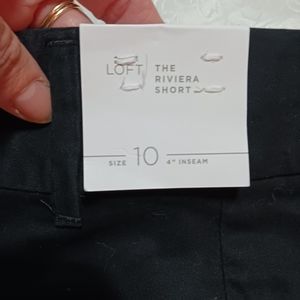 LOFT
THE
RIVIERA
SHORT
SIZE 10 4" INSEAM